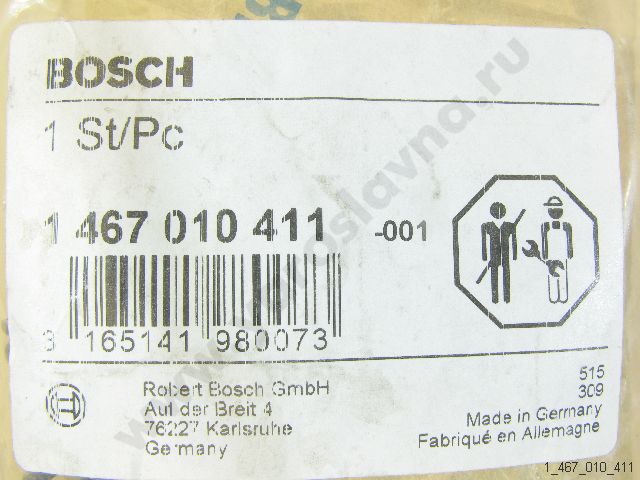 BOSCH
1 St/Pc
1 467 010 411 -001
3 165141 980073
Robert Bosch GmbH
Auf der Breit 4
76227 Karlsruhe
Germany
515
309
Made in Germany
Fabriqué en Allemagne
1_467_010_411